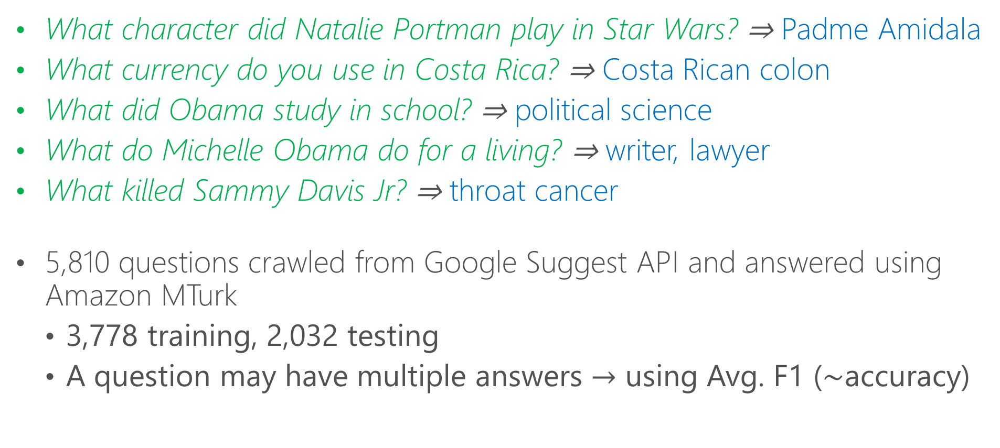 • What character did Natalie Portman play in Star Wars? ⇒ Padme Amidala
• What currency do you use in Costa Rica? ⇒ Costa Rican colon
• What did Obama study in school? ⇒ political science
• What do Michelle Obama do for a living? ⇒ writer, lawyer
• What killed Sammy Davis Jr? ⇒ throat cancer
• 5,810 questions crawled from Google Suggest API and answered using
Amazon MTurk
• 3,778 training, 2,032 testing
• A question may have multiple answers → using Avg. F1 (~accuracy)